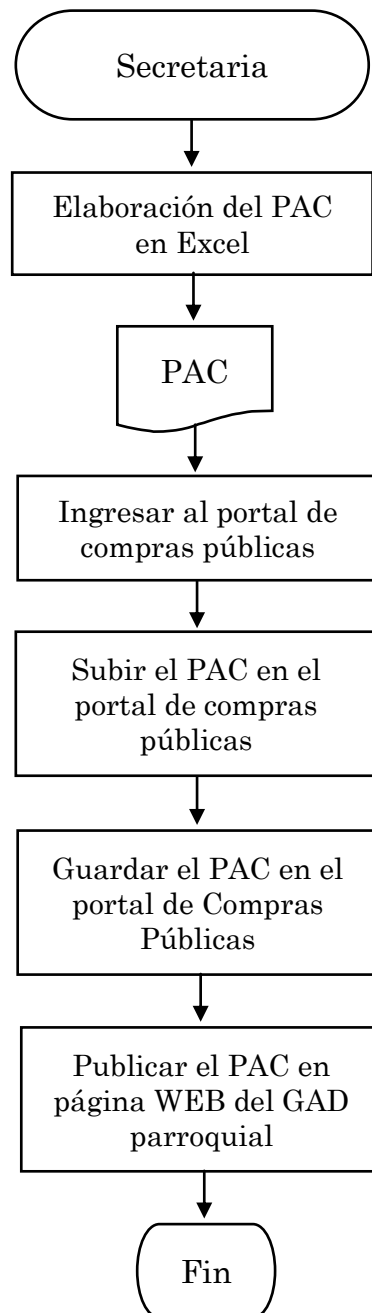 Secretaria
Elaboración del PAC
en Excel
PAC
Ingresar al portal de
compras públicas
Subir el PAC en el
portal de compras
públicas
Guardar el PAC en el
portal de Compras
Públicas
Publicar el PAC en
página WEB del GAD
parroquial
Fin